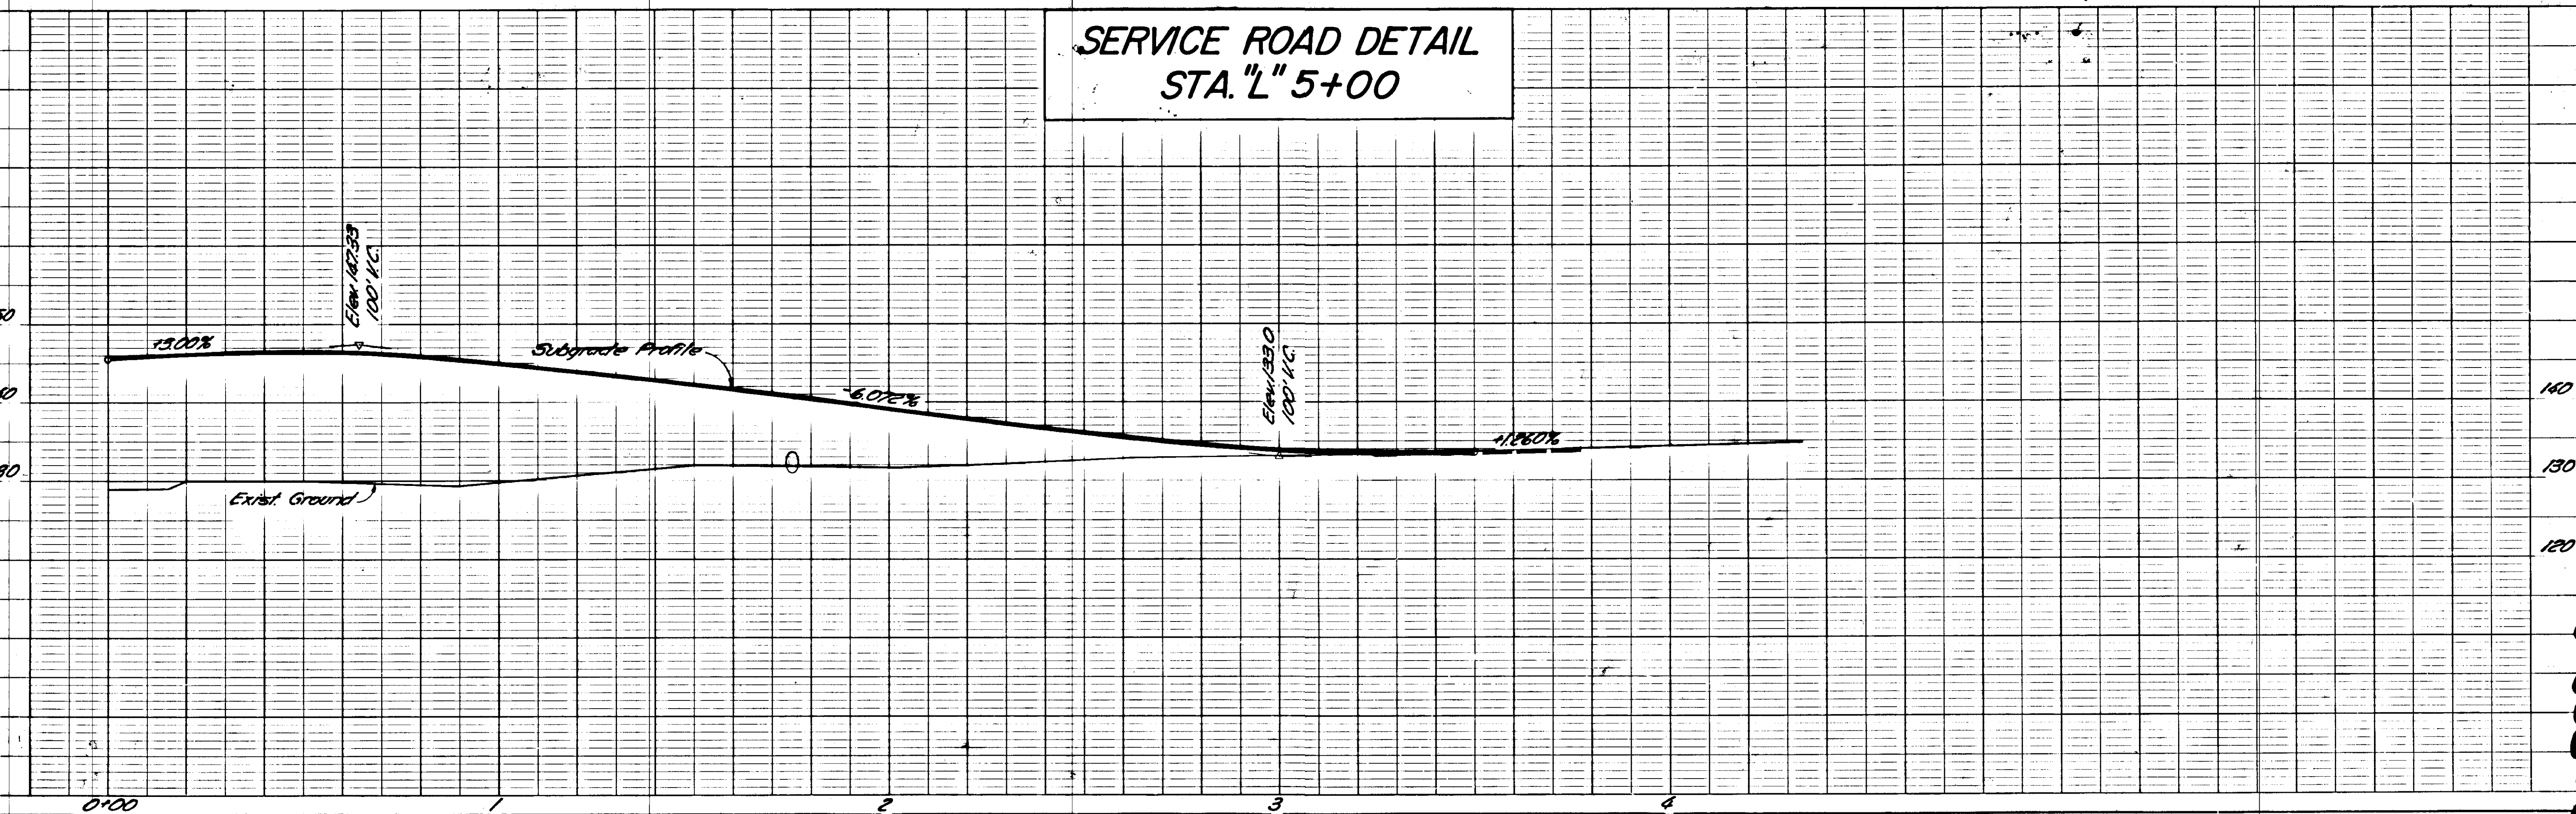 SERVICE ROAD DETAIL
STA. "L" 5+00
Elev. 147.33
100' V.C.
+3.00%
Subgrade Profile
-6.072%
Elev. 133.0
100' V.C.
+1.260%
Exist. Ground
140
130
120
0+00 1 2 3 4